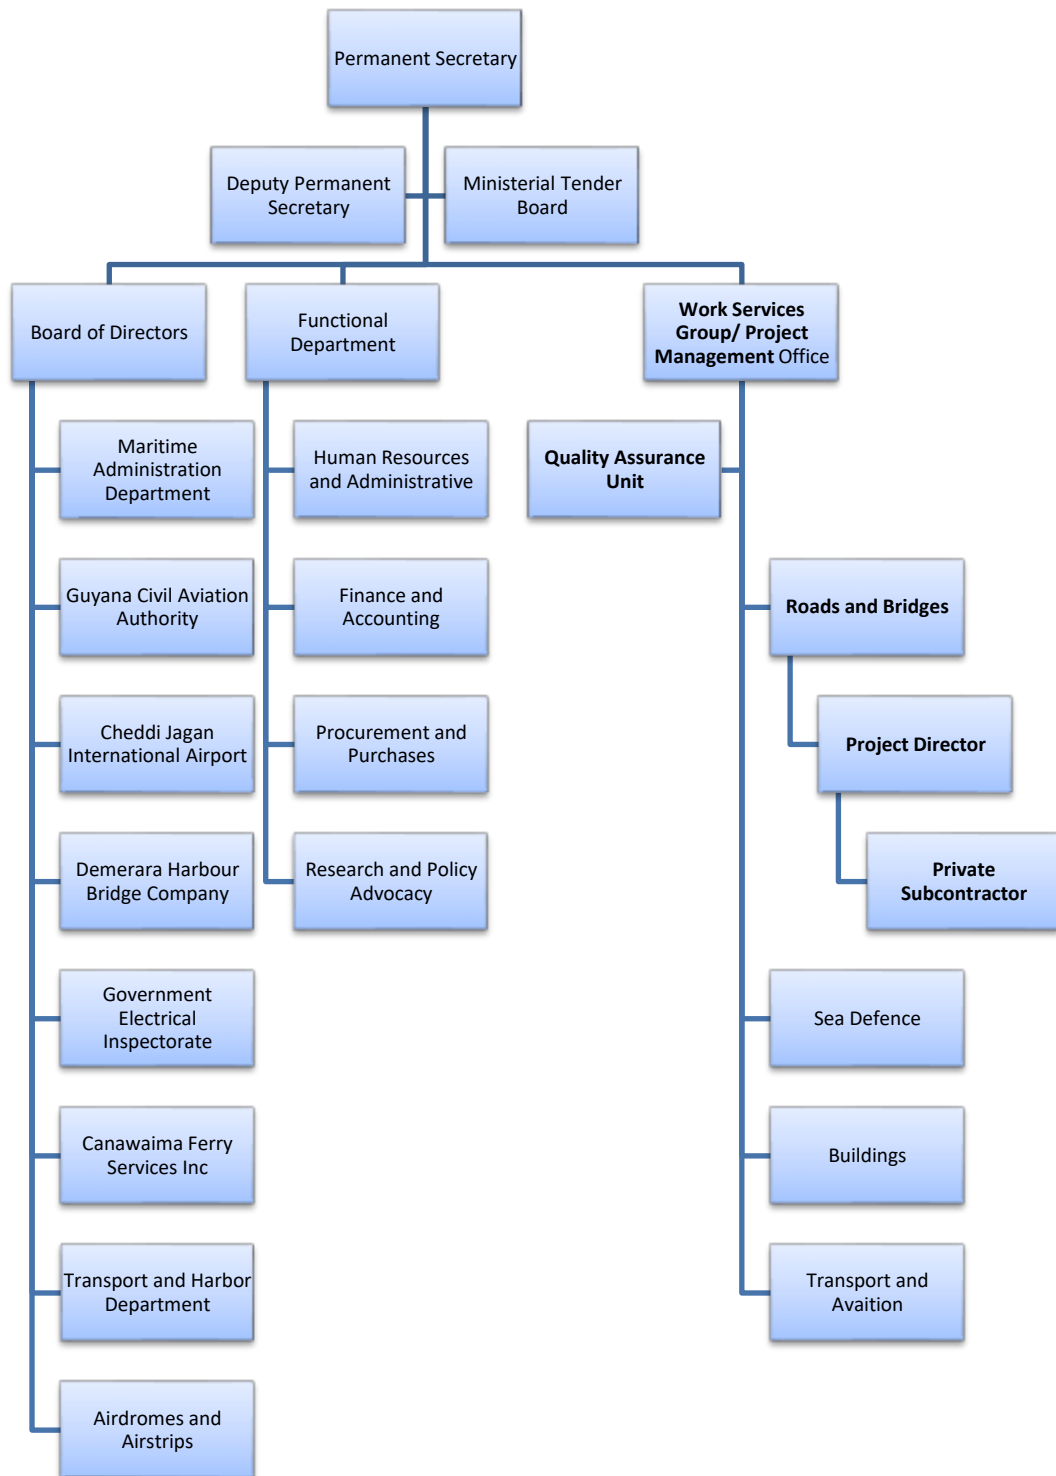 Permanent Secretary
Deputy Permanent
Secretary
Ministerial Tender
Board
Board of Directors
Functional
Department
Work Services
Group/ Project
Management Office
Maritime
Administration
Department
Human Resources
and Administrative
Quality Assurance
Unit
Guyana Civil Aviation
Authority
Finance and
Accounting
Roads and Bridges
Cheddi Jagan
International Airport
Procurement and
Purchases
Project Director
Demerara Harbour
Bridge Company
Research and Policy
Advocacy
Private
Subcontractor
Government
Electrical
Inspectorate
Sea Defence
Canawaima Ferry
Services Inc
Buildings
Transport and Harbor
Department
Transport and
Avaition
Airdromes and
Airstrips